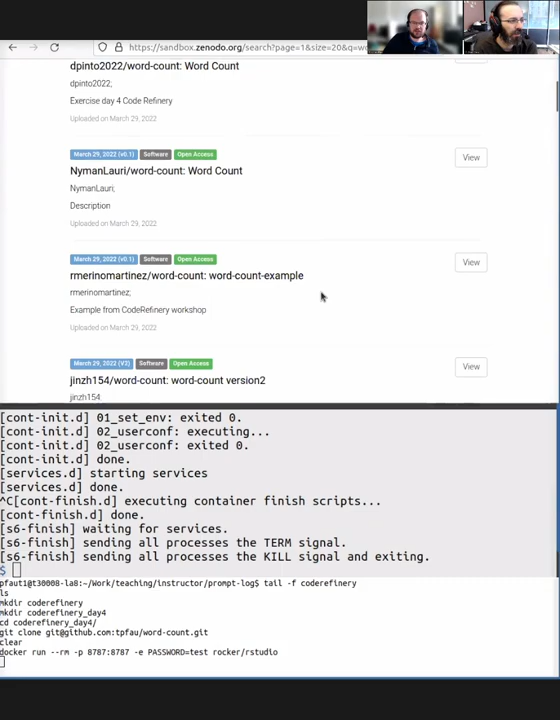 https://sandbox.zenodo.org/search?page=1&size=20&q=wo
dpinto2022/word-count: Word Count
dpinto2022;
Exercise day 4 Code Refinery
Uploaded on March 29, 2022
March 29, 2022 (v0.1) Software Open Access View
NymanLauri/word-count: Word Count
NymanLauri;
Description
Uploaded on March 29, 2022
March 29, 2022 (v0.1) Software Open Access View
rmerinomartinez/word-count: word-count-example
rmerinomartinez;
Example from CodeRefinery workshop
Uploaded on March 29, 2022
March 29, 2022 (V2) Software Open Access View
jinzh154/word-count: word-count version2
jinzh154
[cont-init.d] 01_set_env: exited 0.
[cont-init.d] 02_userconf: executing...
[cont-init.d] 02_userconf: exited 0.
[cont-init.d] done.
[services.d] starting services
[services.d] done.
^C[cont-finish.d] executing container finish scripts...
[cont-finish.d] done.
[s6-finish] waiting for services.
[s6-finish] sending all processes the TERM signal.
[s6-finish] sending all processes the KILL signal and exiting.
$
pfaut1@t30008-la8:~/Work/teaching/instructor/prompt-log$ tail -f coderefinery
ls
mkdir coderefinery
mkdir coderefinery_day4
cd coderefinery_day4/
git clone git@github.com:tpfau/word-count.git
clear
docker run --rm -p 8787:8787 -e PASSWORD=test rocker/rstudio